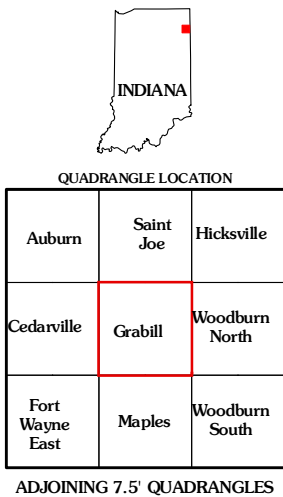 INDIANA
QUADRANGLE LOCATION
Auburn
Saint
Joe
Hicksville
Cedarville
Grabill
Woodburn
North
Fort
Wayne
East
Maples
Woodburn
South
ADJOINING 7.5' QUADRANGLES